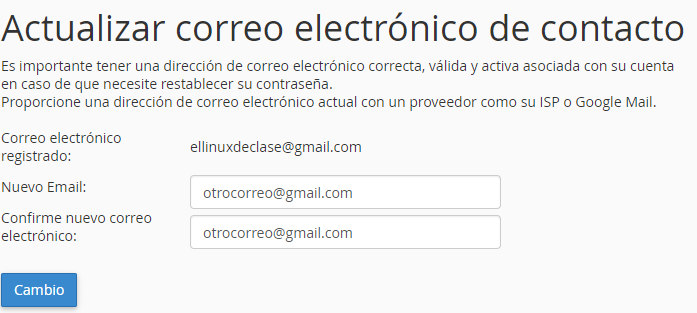 Actualizar correo electrónico de contacto
Es importante tener una dirección de correo electrónico correcta, válida y activa asociada con su cuenta
en caso de que necesite restablecer su contraseña.
Proporcione una dirección de correo electrónico actual con un proveedor como su ISP o Google Mail.
Correo electrónico
registrado:
ellinuxdeclase@gmail.com
Nuevo Email:
otrocorreo@gmail.com
Confirme nuevo correo
electrónico:
otrocorreo@gmail.com
Cambio